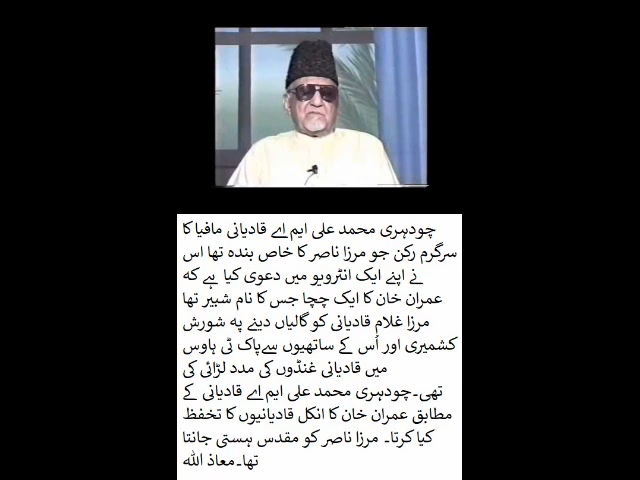 چودہری محمد علی ایم اے قادیانی مافیا کا
سرگرم رکن جو مرزا ناصر کا خاص بندہ تھا اس
نے اپنے ایک انٹرویو میں دعوی کیا ہے که
عمران خان کا ایک چچا جس کا نام شبیر تھا
مرزا غلام قادیانی کو گالیاں دینے پہ شورش
کشمیری اور اُس کے ساتھیوں سےپاک ٹی ہاوس
میں قادیانی غنڈوں کی مدد لڑائی کی
تھی۔چودہری محمد علی ایم اے قادیانی کے
مطابق عمران خان کا انکل قادیانیوں کا تخفظ
کیا کرتا۔ مرزا ناصر کو مقدس ہستی جانتا
تھا۔معاذ اللہ